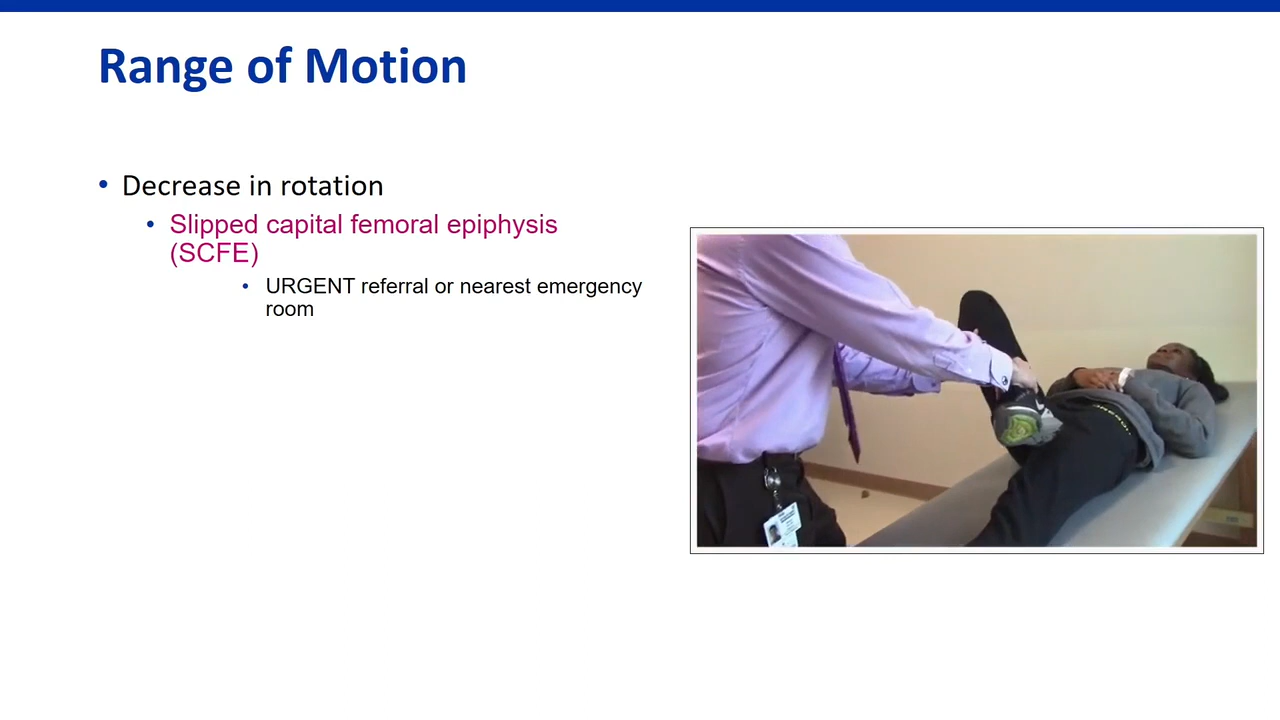 Range of Motion
• Decrease in rotation
• Slipped capital femoral epiphysis
(SCFE)
• URGENT referral or nearest emergency
room